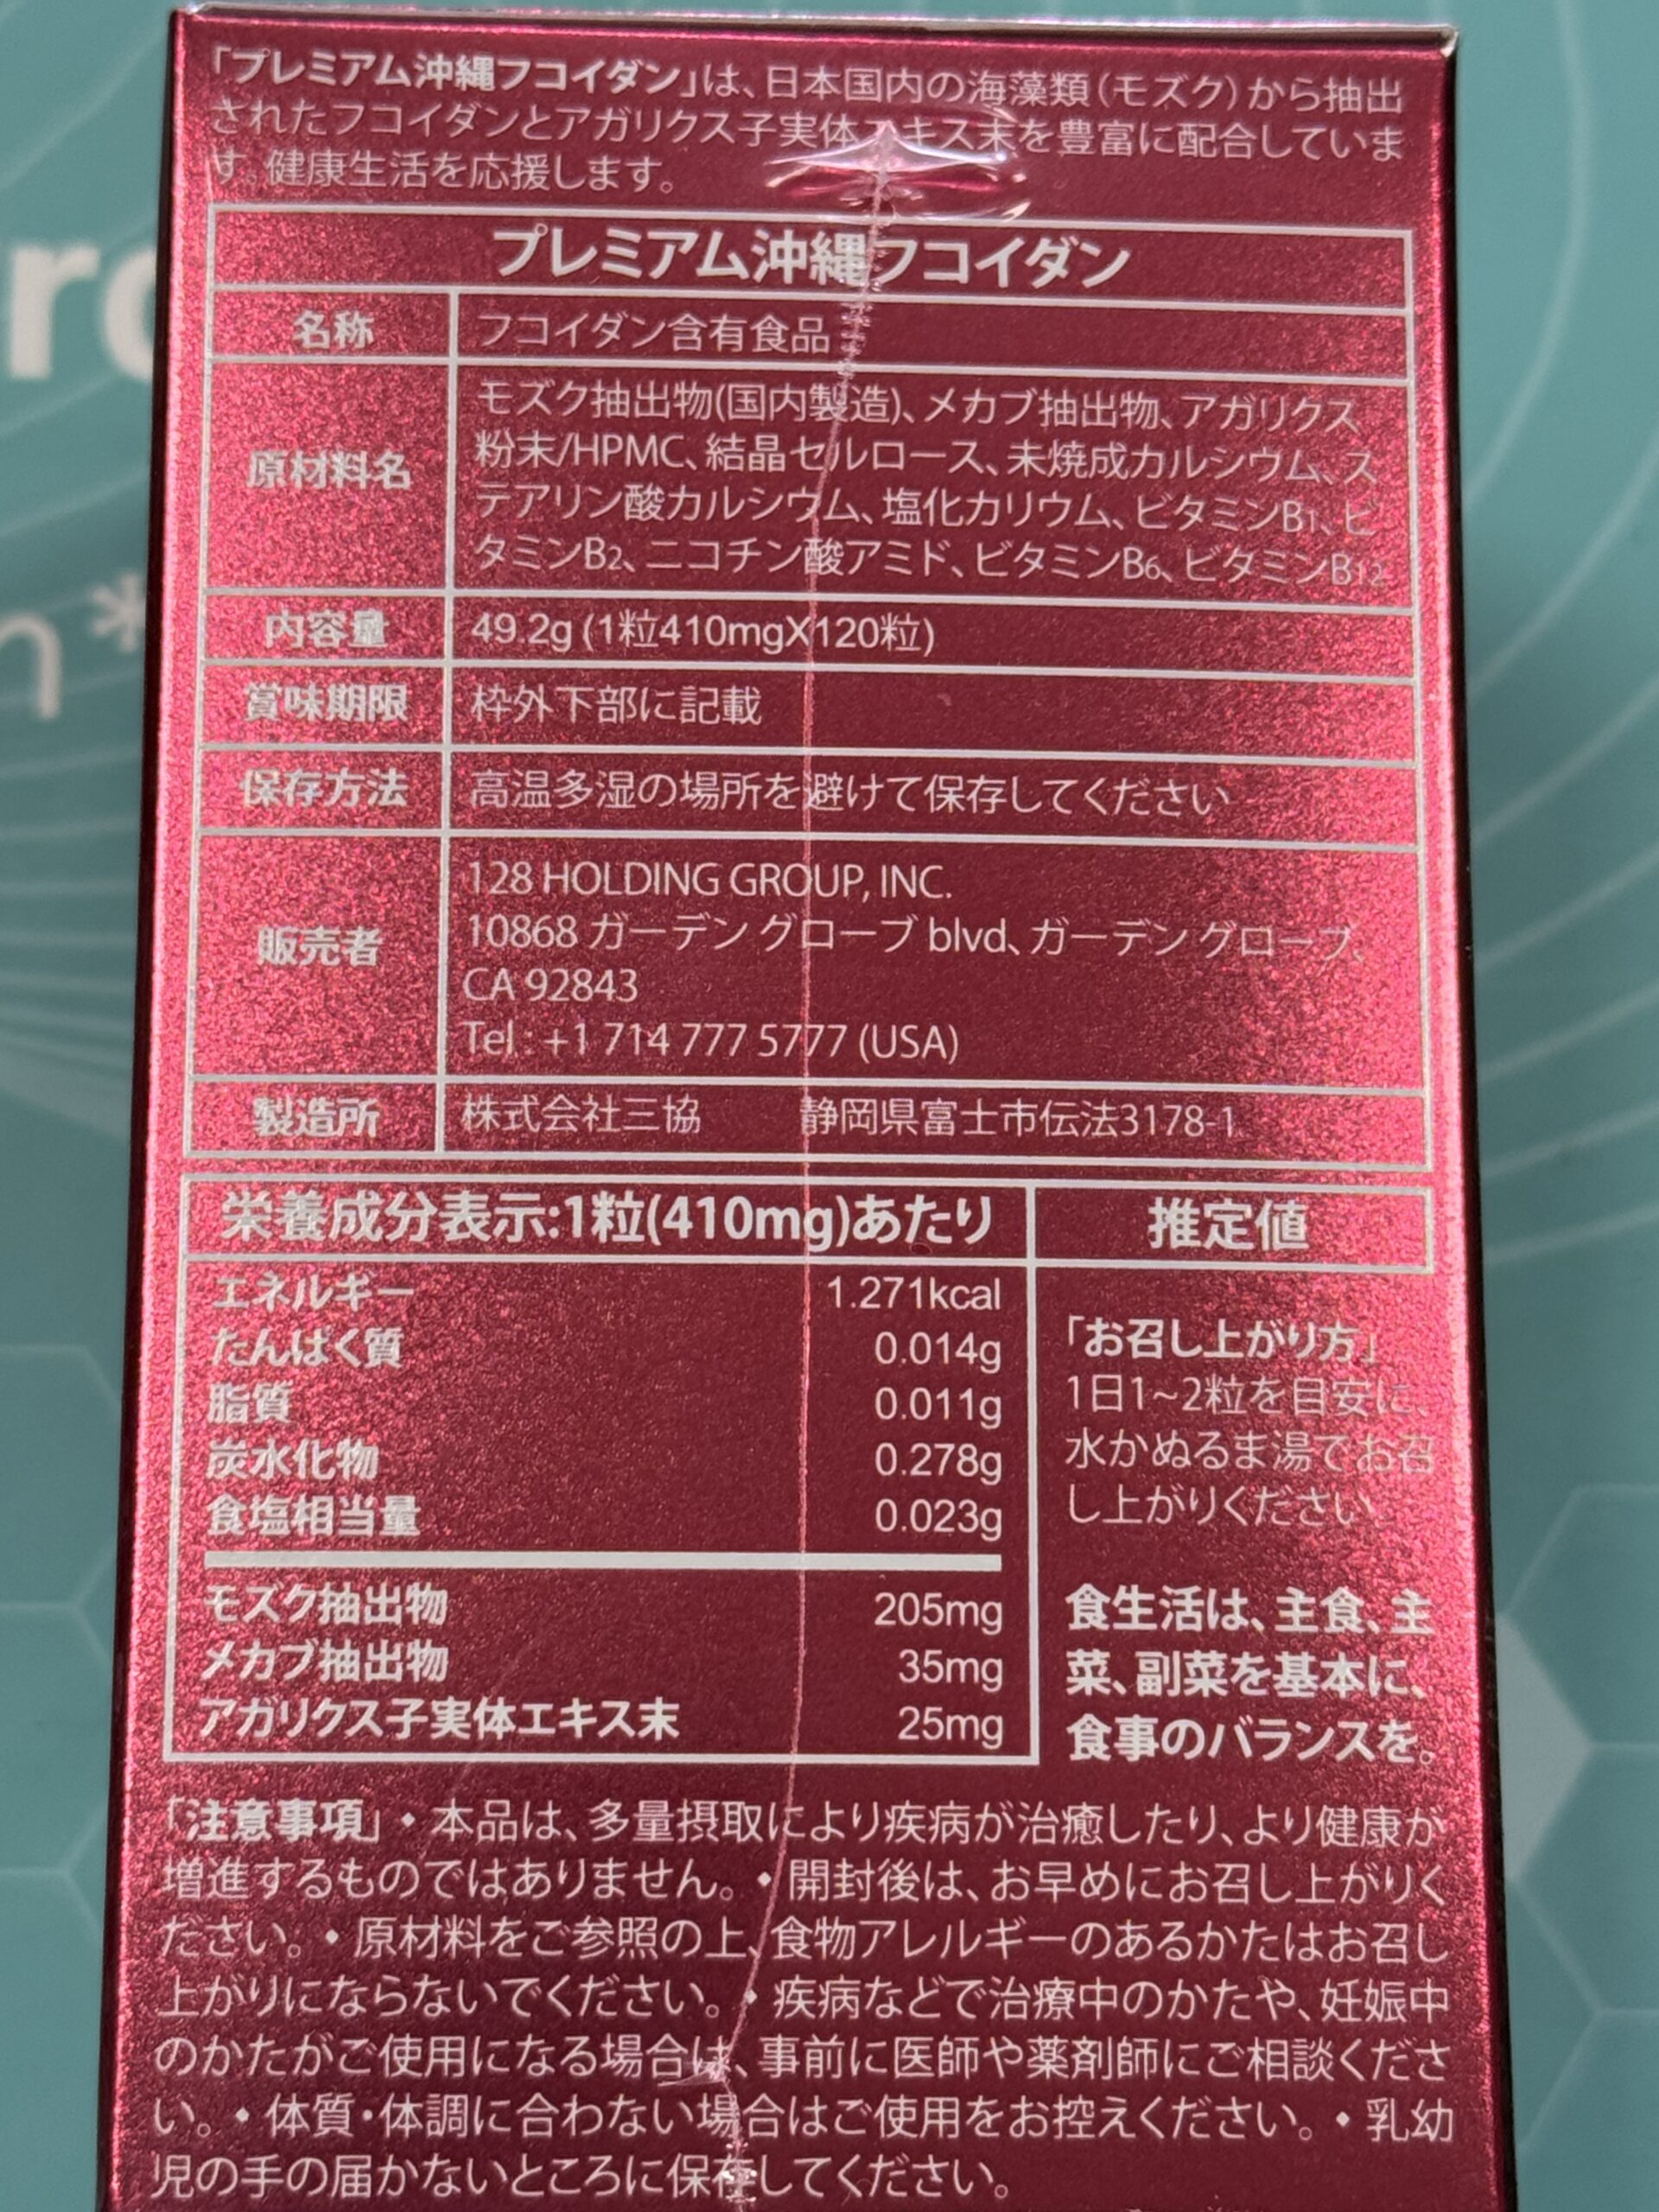 「プレミアム沖縄フコイダン」は、日本国内の海藻類（モズク）から抽出
されたフコイダンとアガリクス子実体エキス末を豊富に配合していま
す。健康生活を応援します。
プレミアム沖縄フコイダン
名称 フコイダン含有食品
原材料名
モズク抽出物(国内製造)、メカブ抽出物、アガリクス
粉末/HPMC、結晶セルロース、未焼成カルシウム、ス
テアリン酸カルシウム、塩化カリウム、ビタミンB1、ビ
タミンB2、ニコチン酸アミド、ビタミンB6、ビタミンB12
内容量 49.2g (1粒410mgX120粒)
賞味期限 枠外下部に記載
保存方法 高温多湿の場所を避けて保存してください
販売者
128 HOLDING GROUP, INC.
10868 ガーデン グローブ blvd、ガーデン グローブ、
CA 92843
Tel : +1 714 777 5777 (USA)
製造所 株式会社三協 静岡県富士市伝法3178-1
栄養成分表示:1粒(410mg)あたり 推定値
エネルギー 1.271kcal
たんぱく質 0.014g
脂質 0.011g
炭水化物 0.278g
食塩相当量 0.023g
モズク抽出物 205mg
メカブ抽出物 35mg
アガリクス子実体エキス末 25mg
「お召し上がり方」
1日1~2粒を目安に、
水かぬるま湯でお召
し上がりください
食生活は、主食、主
菜、副菜を基本に、
食事のバランスを。
「注意事項」• 本品は、多量摂取により疾病が治癒したり、より健康が
増進するものではありません。• 開封後は、お早めにお召し上がりく
ださい。• 原材料をご参照の上、食物アレルギーのあるかたはお召し
上がりにならないでください。• 疾病などで治療中のかたや、妊娠中
のかたがご使用になる場合は、事前に医師や薬剤師にご相談くださ
い。• 体質・体調に合わない場合はご使用をお控えください。• 乳幼
児の手の届かないところに保存してください。